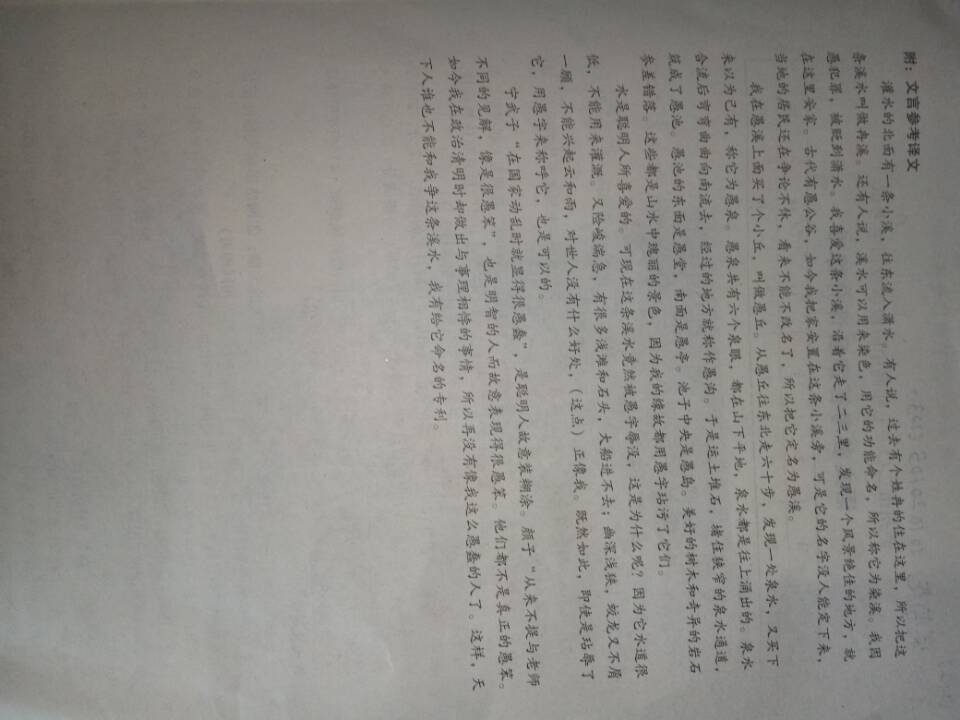 附：文言参考译文
灌水的北面有一条小溪，往东流入潇水。有人说，过去有个姓冉的住在这里，所以把这
条溪水叫做冉溪。还有人说，溪水可以用来染色，用它的功能命名，所以称它为染溪。我因
愚犯罪，被贬到潇水。我喜爱这条小溪，沿着它走了二三里，发现一个风景绝佳的地方，就
在这里安家。古代有愚公谷，如今我把家安置在这条小溪旁，可是它的名字没人能定下来，
当地的居民还在争论不休，看来不能不改名了，所以把它定名为愚溪。
我在愚溪上面买了个小丘，叫做愚丘。从愚丘往东北走六十步，发现一处泉水，又买下
来以为己有，称它为愚泉。愚泉共有六个泉眼，都在山下平地，泉水都是往上涌出的。泉水
合流后弯弯曲曲向南流去，经过的地方就称作愚沟。于是运土堆石，堵住狭窄的泉水通道，
筑成了愚池。愚池的东面是愚堂，南面是愚亭。池子中央是愚岛。美好的树木和奇异的岩石
参差错落。这些都是山水中瑰丽的景色，因为我的缘故都用愚字玷污了它们。
水是聪明人所喜爱的。可现在这条溪水竟然被愚字辱没，这是为什么呢？因为它水道很
低，不能用来灌溉。又险峻湍急，有很多浅滩和石头，大船进不去；幽深浅狭，蛟龙又不屑
一顾，不能兴起云和雨，对世人没有什么好处，（这点）正像我。既然如此，即使是玷辱了
它，用愚字来称呼它，也是可以的。
宁武子“在国家动乱时就显得很愚蠢”，是聪明人故意装糊涂。颜子“从来不提与老师
不同的见解，像是很愚笨”，也是明智的人而故意表现得很愚笨。他们都不是真正的愚笨。
如今我在政治清明时却做出与事理相悖的事情，所以再没有像我这么愚蠢的人了。这样，天
下人谁也不能和我争这条溪水，我有给它命名的专利。